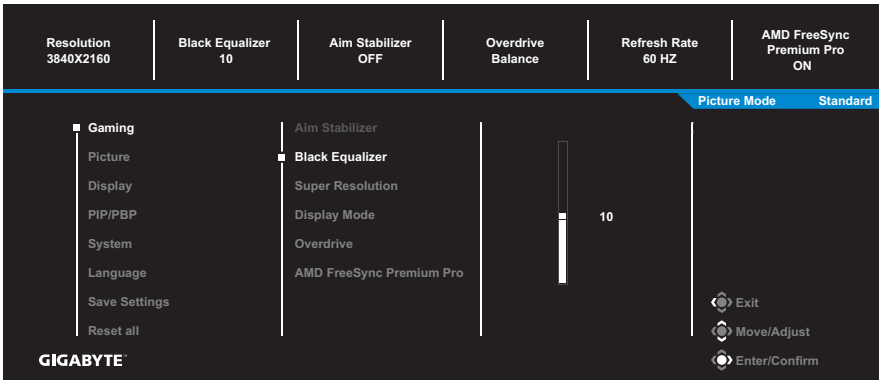 Resolution
3840X2160
Black Equalizer
10
Aim Stabilizer
OFF
Overdrive
Balance
Refresh Rate
60 HZ
AMD FreeSync
Premium Pro
ON
Picture Mode Standard
Gaming
Picture
Display
PIP/PBP
System
Language
Save Settings
Reset all
Aim Stabilizer
Black Equalizer
Super Resolution
Display Mode
Overdrive
AMD FreeSync Premium Pro
10
Exit
Move/Adjust
Enter/Confirm
GIGABYTE™